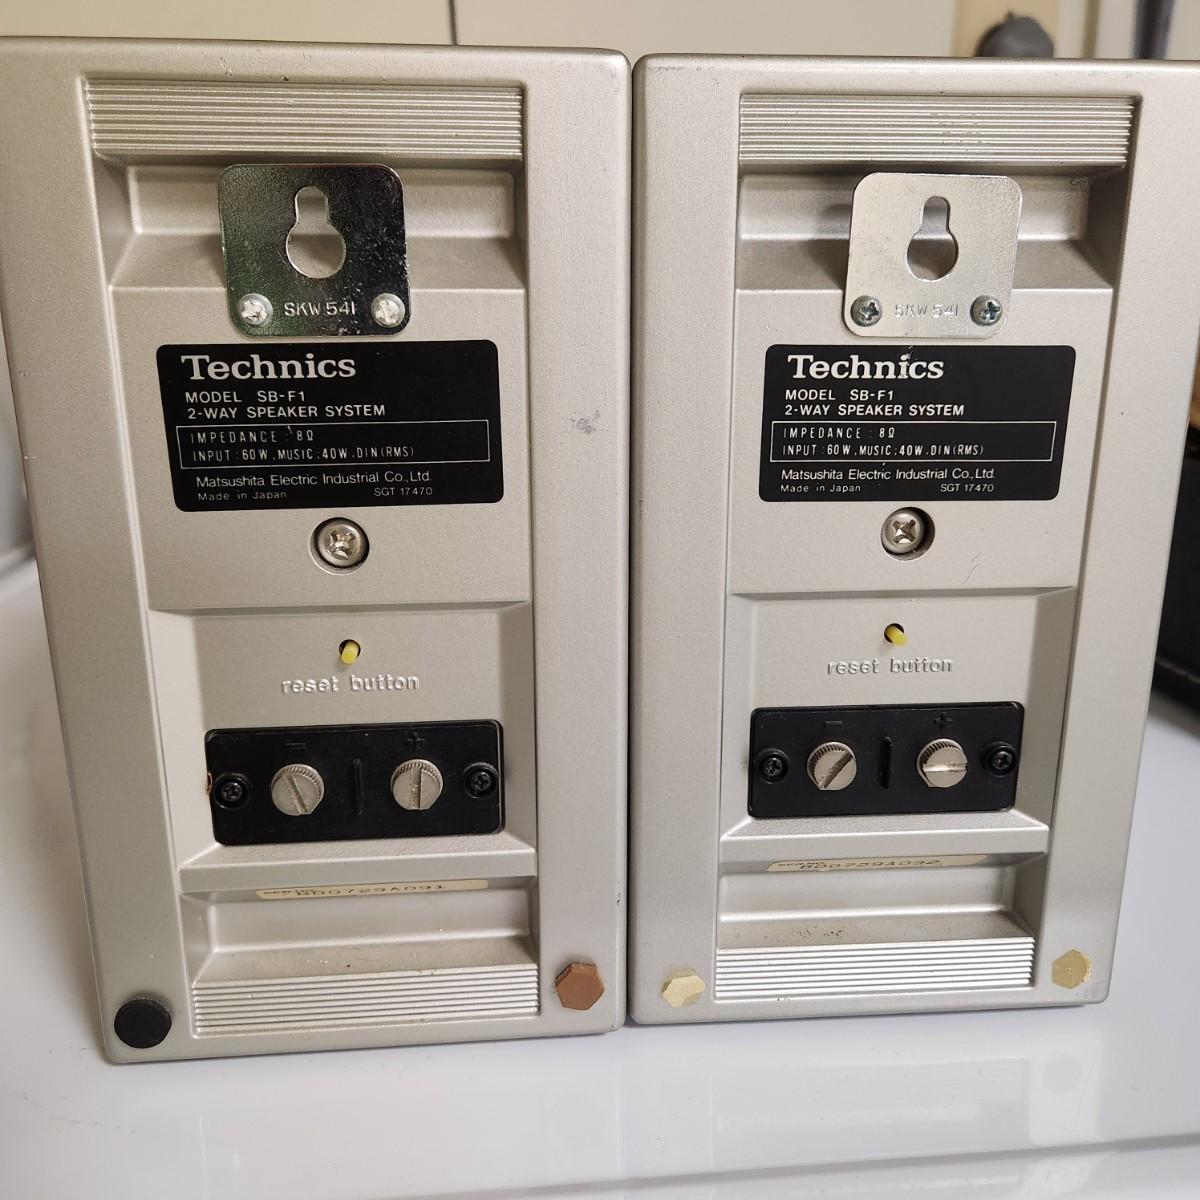 SKW 541
Technics
MODEL SB-F1
2-WAY SPEAKER SYSTEM
IMPEDANCE : 8Ω
INPUT : 60W, MUSIC : 40W, DIN (RMS)
Matsushita Electric Industrial Co., Ltd.
Made in Japan SGT 17470
reset button
- +
BD0729A091
SKW 541
Technics
MODEL SB-F1
2-WAY SPEAKER SYSTEM
IMPEDANCE : 8Ω
INPUT : 60W, MUSIC : 40W, DIN (RMS)
Matsushita Electric Industrial Co., Ltd.
Made in Japan SGT 17470
reset button
- +